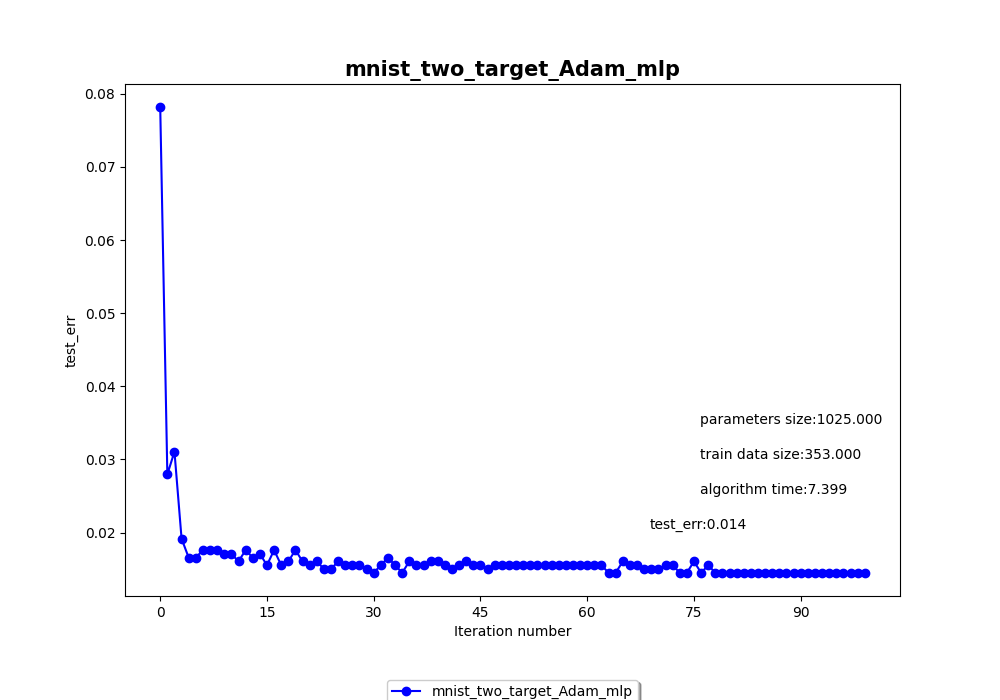 mnist_two_target_Adam_mlp
0.08
0.07
0.06
0.05
0.04
0.03
0.02
test_err
parameters size:1025.000
train data size:353.000
algorithm time:7.399
test_err:0.014
0 15 30 45 60 75 90
Iteration number
mnist_two_target_Adam_mlp